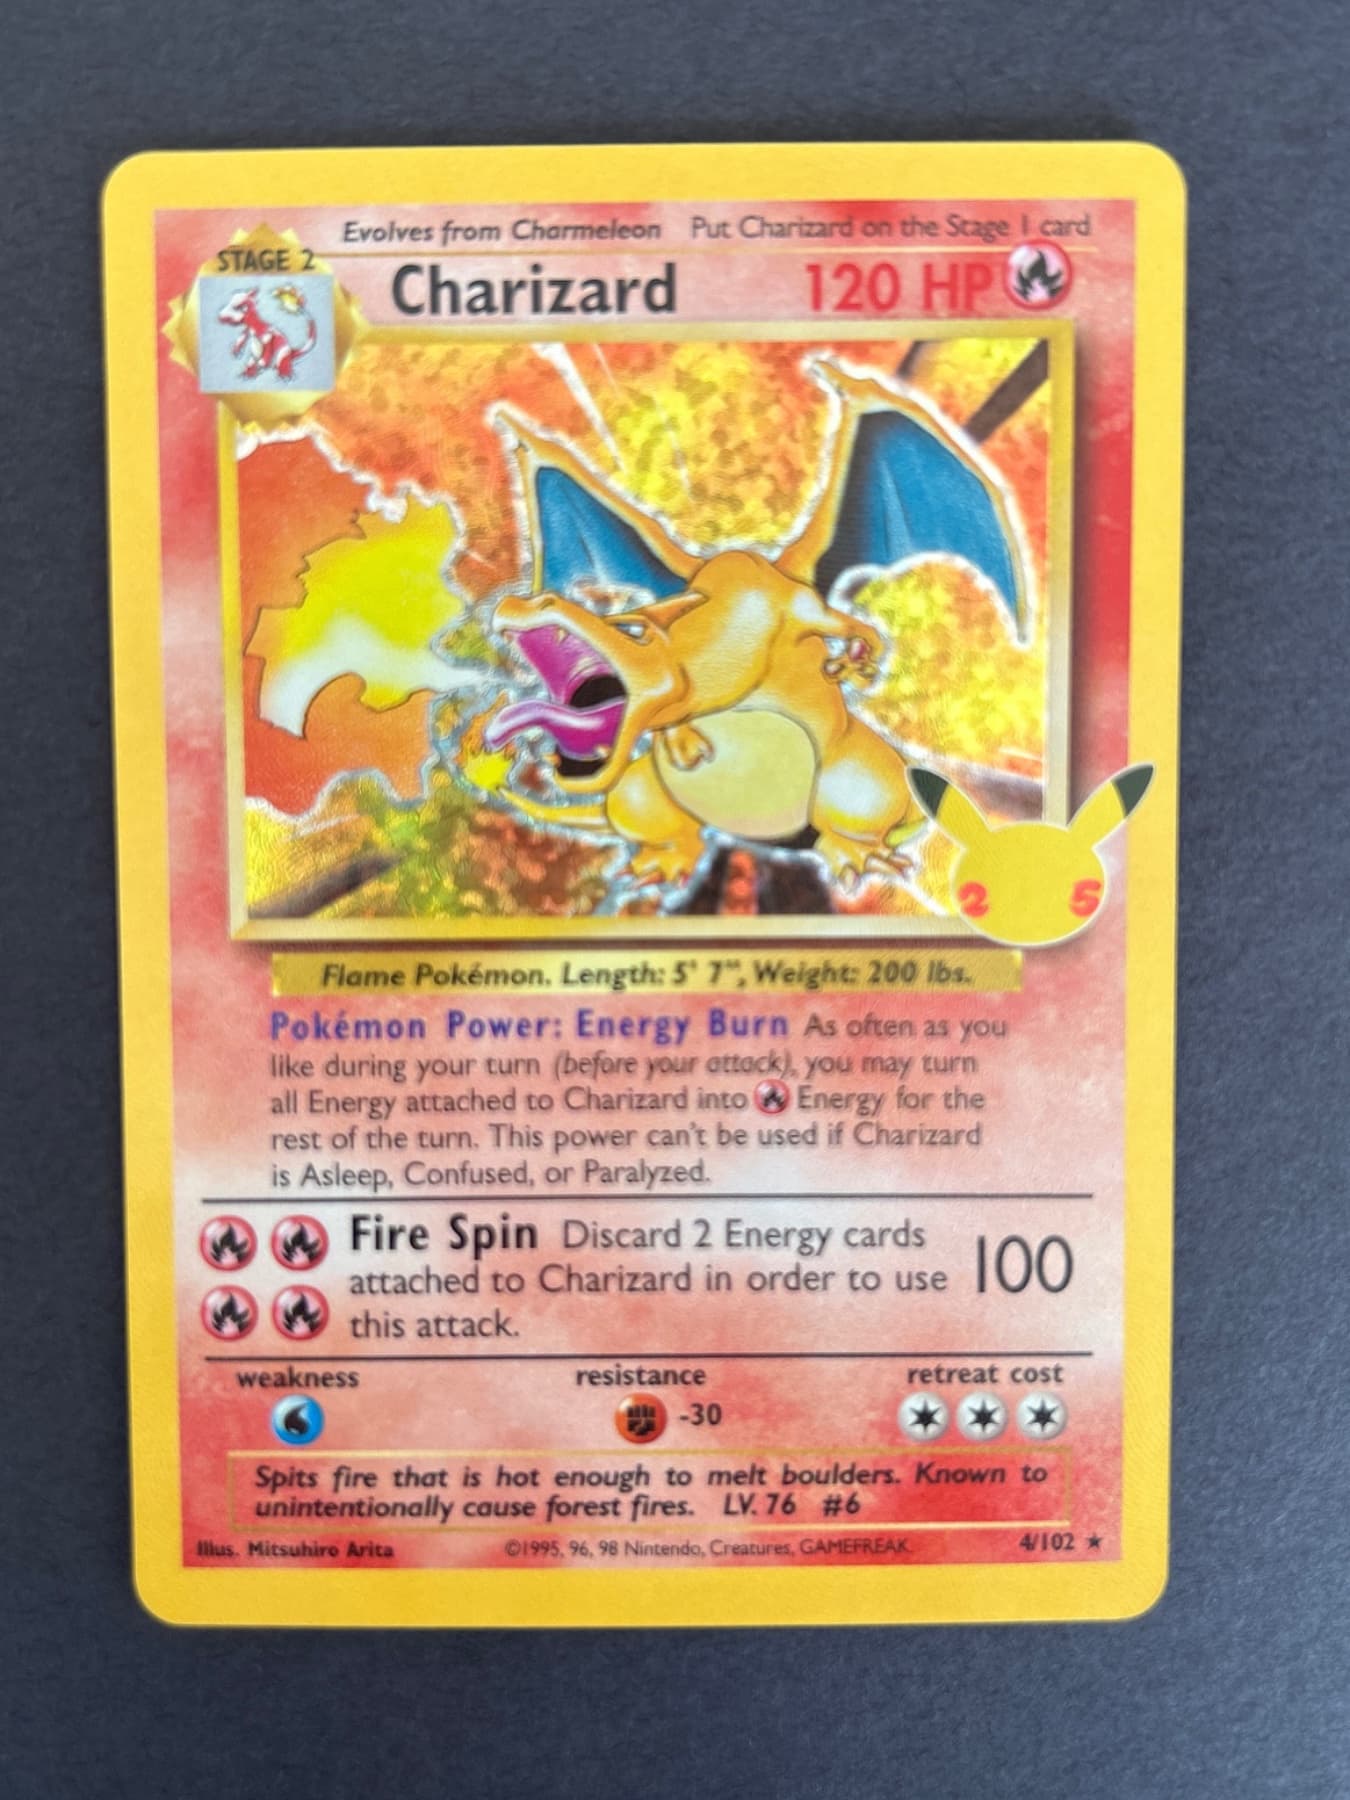 Evolves from Charmeleon Put Charizard on the Stage 1 card
STAGE 2
Charizard 120 HP
2 5
Flame Pokémon. Length: 5' 7", Weight: 200 lbs.
Pokémon Power: Energy Burn As often as you
like during your turn (before your attack), you may turn
all Energy attached to Charizard into Energy for the
rest of the turn. This power can't be used if Charizard
is Asleep, Confused, or Paralyzed.
Fire Spin Discard 2 Energy cards
attached to Charizard in order to use 100
this attack.
weakness resistance retreat cost
-30
Spits fire that is hot enough to melt boulders. Known to
unintentionally cause forest fires. LV. 76 #6
Illus. Mitsuhiro Arita ©1995, 96, 98 Nintendo, Creatures, GAMEFREAK. 4/102 ★